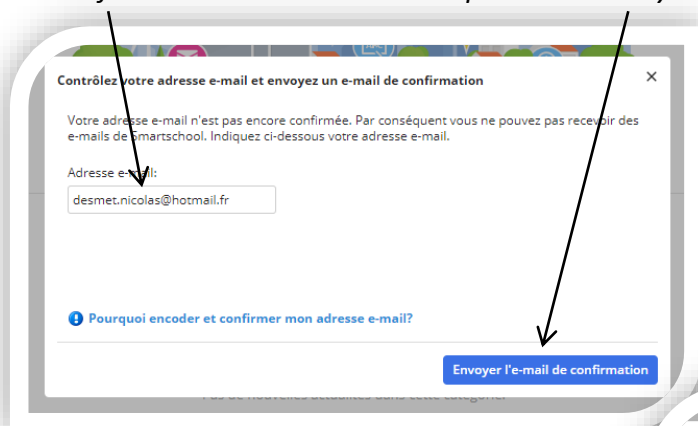 Contrôlez votre adresse e-mail et envoyez un e-mail de confirmation
Votre adresse e-mail n'est pas encore confirmée. Par conséquent vous ne pouvez pas recevoir des
e-mails de Smartschool. Indiquez ci-dessous votre adresse e-mail.
Adresse e-mail:
desmet.nicolas@hotmail.fr
Pourquoi encoder et confirmer mon adresse e-mail?
Envoyer l'e-mail de confirmation